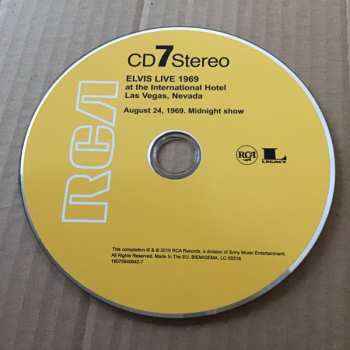 CD7Stereo
ELVIS LIVE 1969
at the International Hotel
Las Vegas, Nevada
August 24, 1969. Midnight show
RCA
RCA
L
LEGACY
This compilation ℗ & © 2019 RCA Records, a division of Sony Music Entertainment.
All Rights Reserved. Made In The EU. BIEM/GEMA, LC 00316